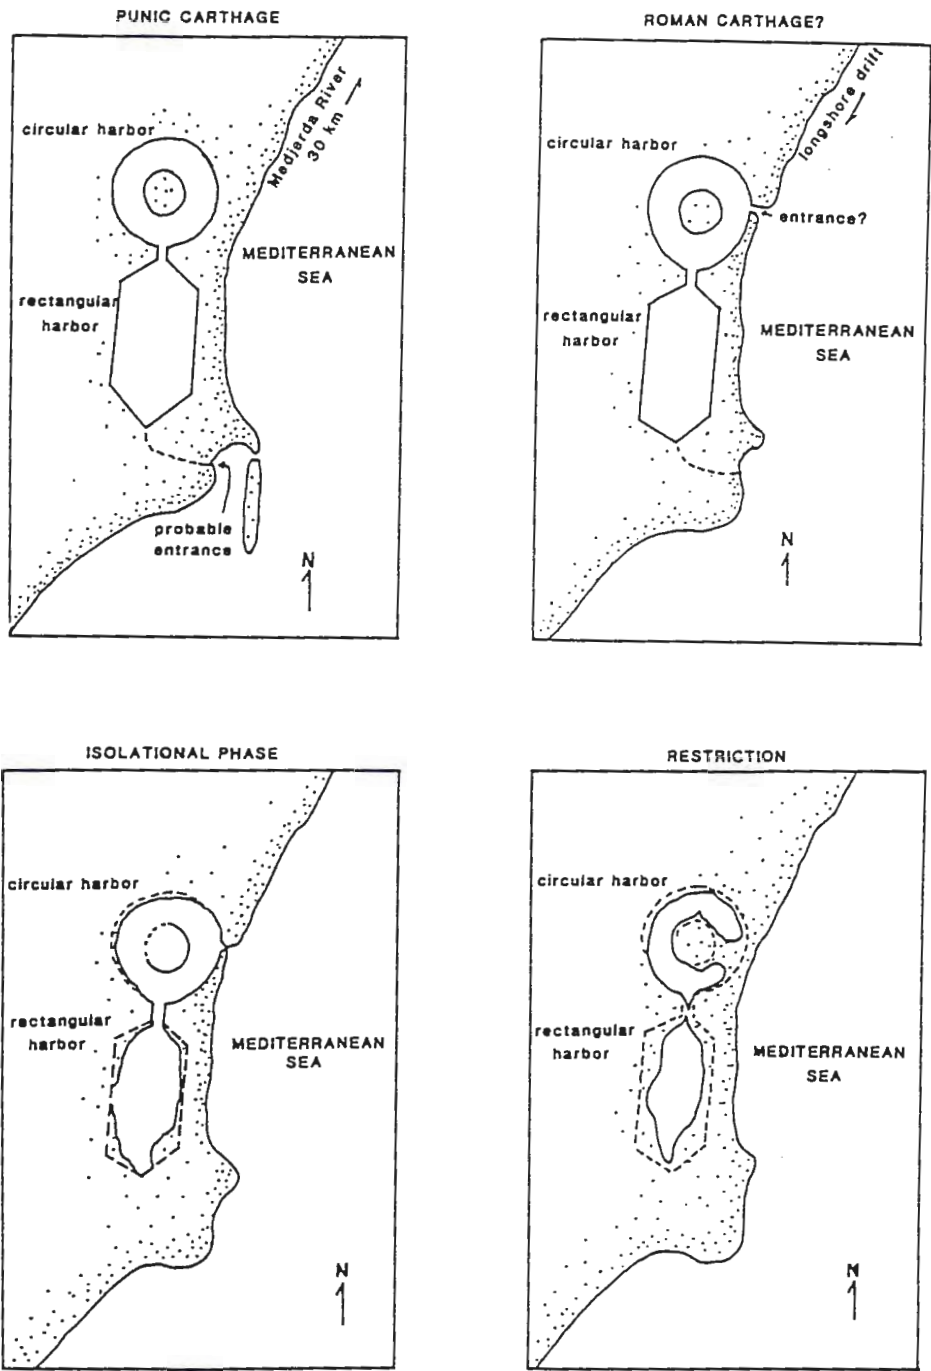 PUNIC CARTHAGE
circular harbor
Medjerda River
30 km
MEDITERRANEAN
SEA
rectangular
harbor
probable
entrance
N
ROMAN CARTHAGE?
longshore drift
circular harbor
entrance?
rectangular
harbor
MEDITERRANEAN
SEA
N
ISOLATIONAL PHASE
circular harbor
rectangular
harbor
MEDITERRANEAN
SEA
N
RESTRICTION
circular harbor
rectangular
harbor
MEDITERRANEAN
SEA
N